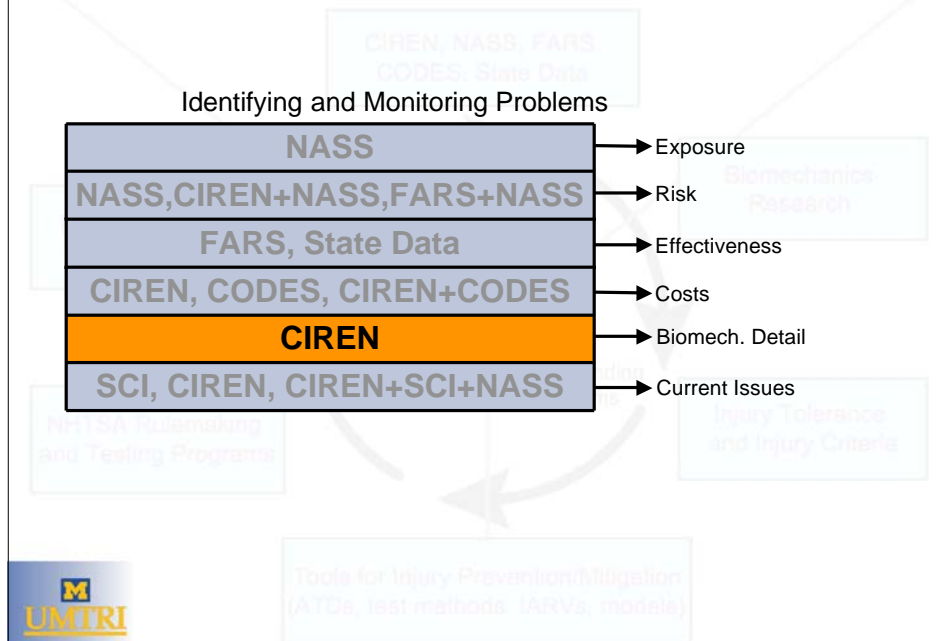 CIREN, NASS, FARS,
CODES, State Data
Identifying and Monitoring Problems
NASS
Exposure
NASS,CIREN+NASS,FARS+NASS
Risk
FARS, State Data
Effectiveness
CIREN, CODES, CIREN+CODES
Costs
CIREN
Biomech. Detail
SCI, CIREN, CIREN+SCI+NASS
Current Issues
Biomechanics
Research
NHTSA Rulemaking
and Testing Programs
Injury Tolerance
and Injury Criteria
Tools for Injury Prevention/Mitigation
(ATDs, test methods, IARVs, models)
M
UMTRI